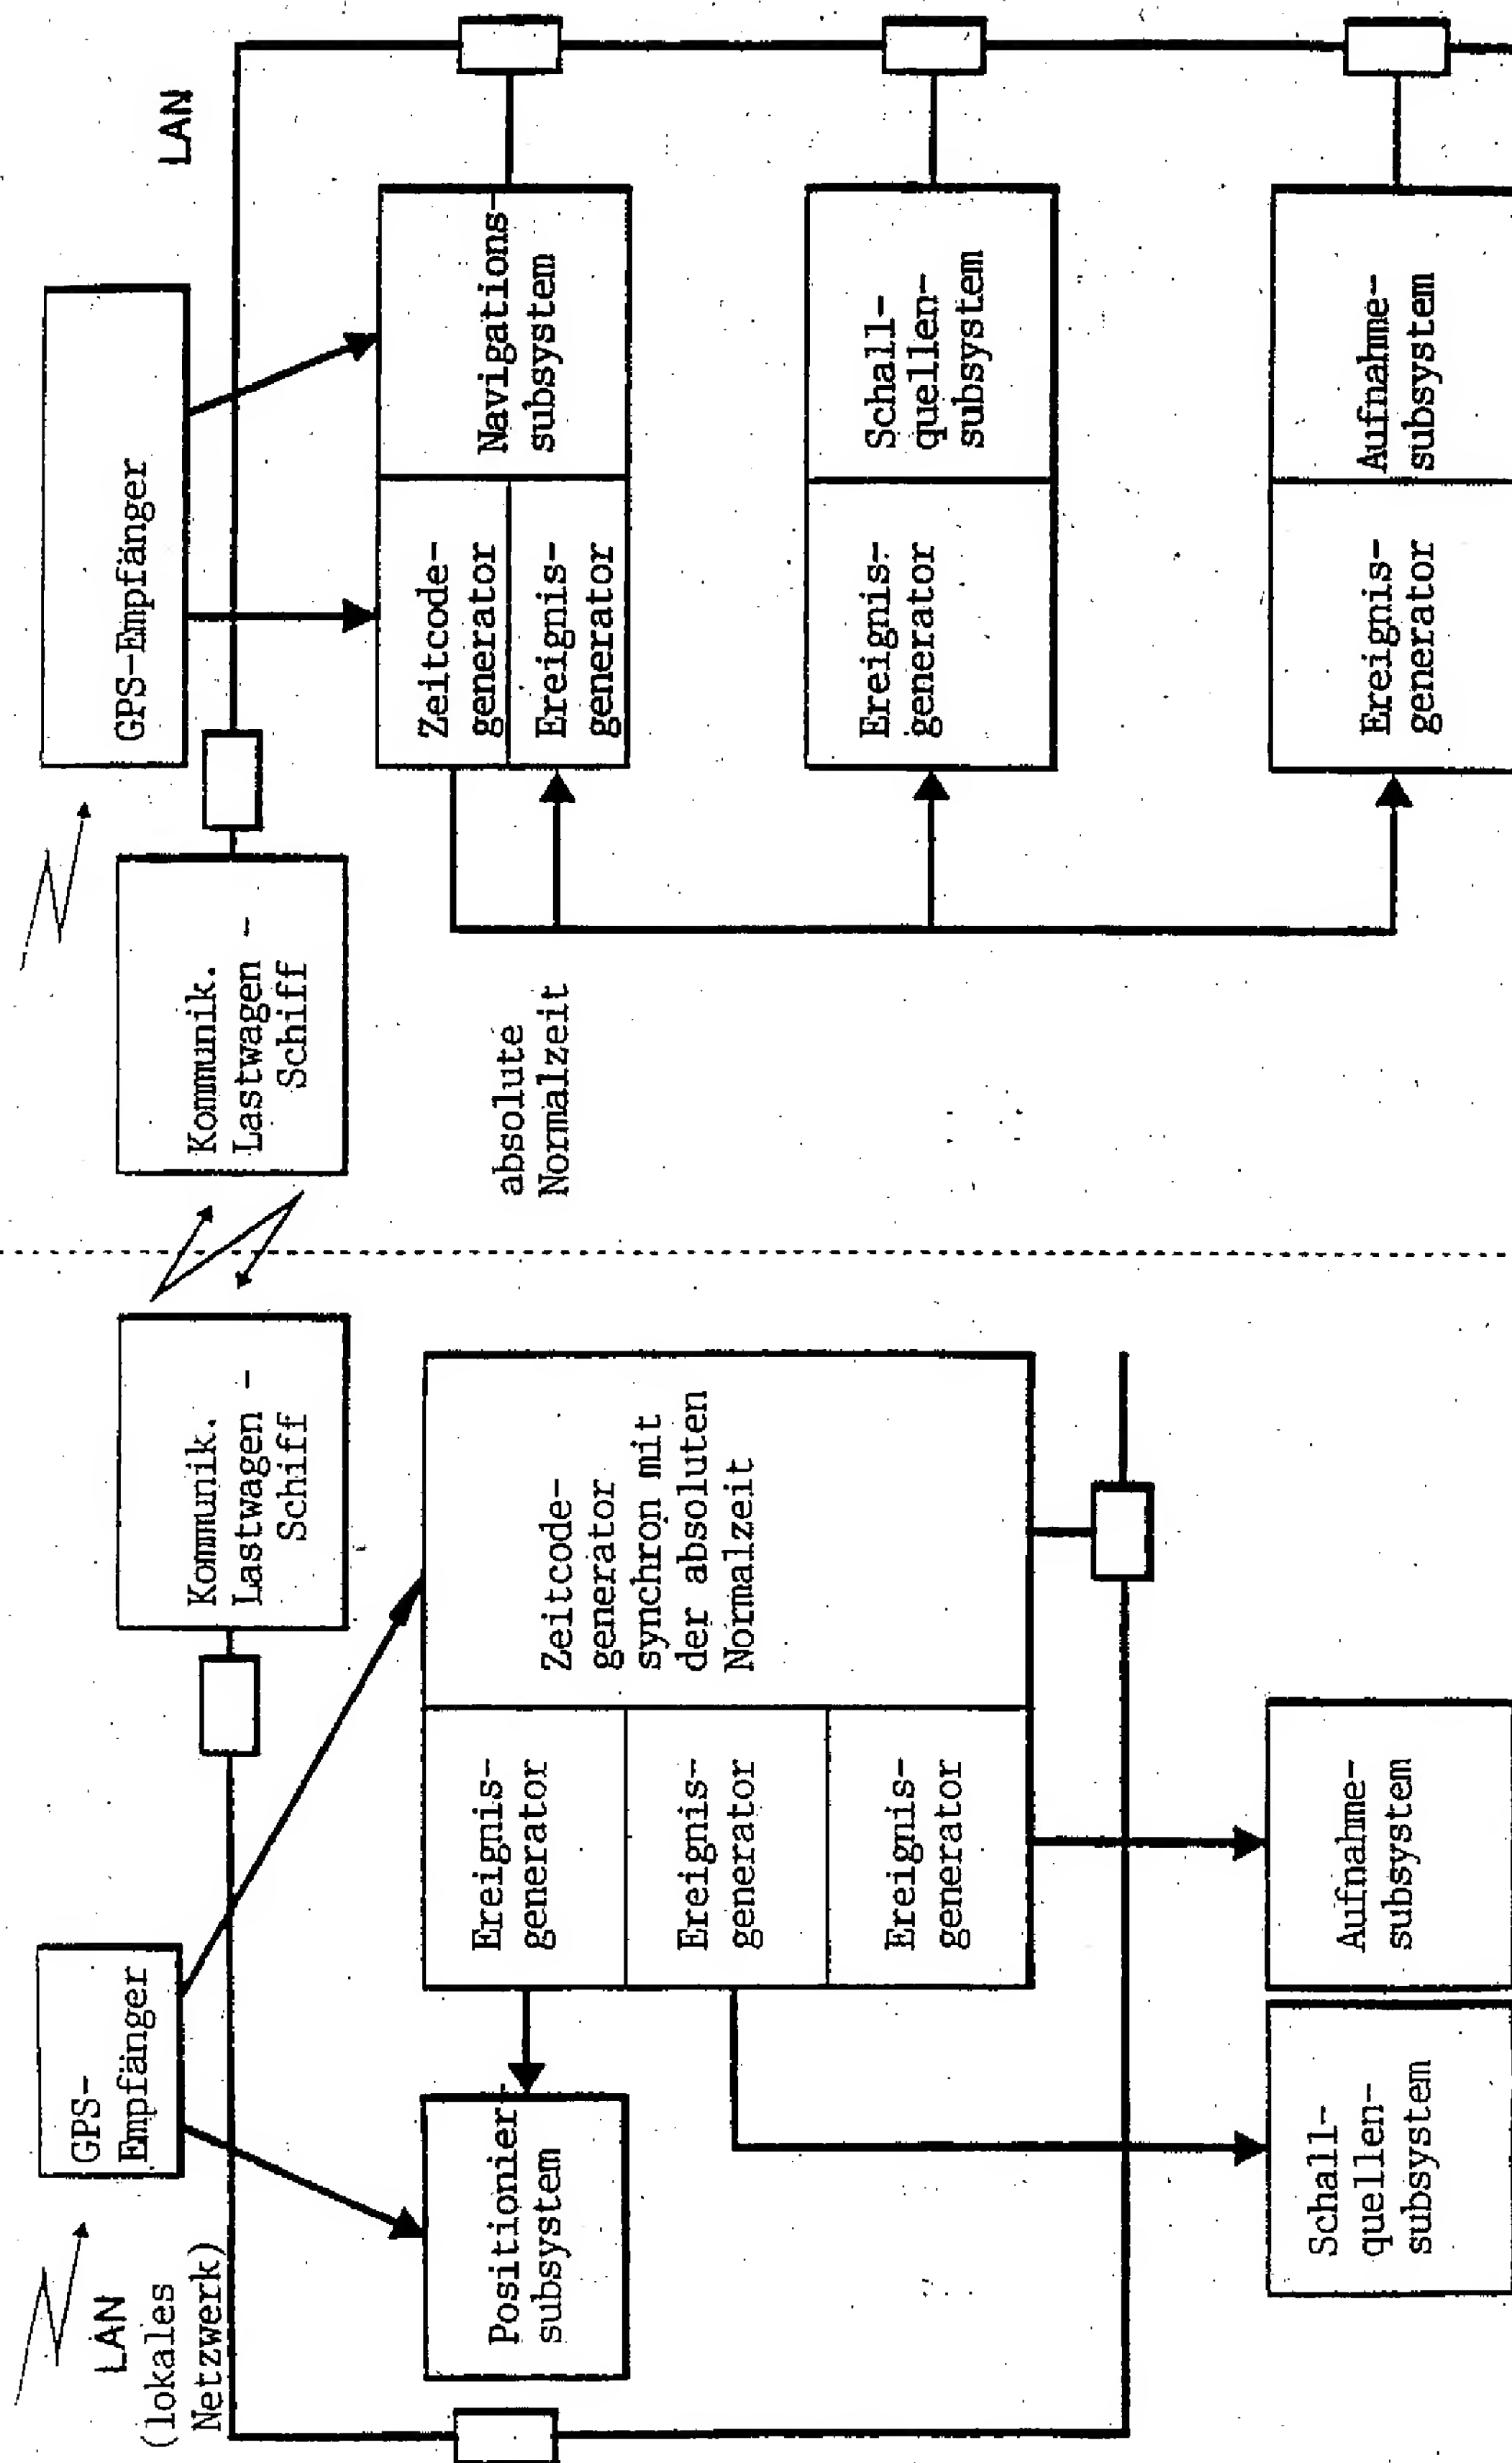 LAN
(lokales
Netzwerk)
GPS-
Empfänger
Kommunik.
Lastwagen -
Schiff
Positionier-
subsystem
Ereignis-
generator
Ereignis-
generator
Ereignis-
generator
Zeitcode-
generator
synchron mit
der absoluten
Normalzeit
Schall-
quellen-
subsystem
Aufnahme-
subsystem
Kommunik.
Lastwagen -
Schiff
GPS-Empfänger
LAN
absolute
Normalzeit
Zeitcode-
generator
Ereignis-
generator
Navigations-
subsystem
Ereignis-
generator
Schall-
quellen-
subsystem
Ereignis-
generator
Aufnahme-
subsystem